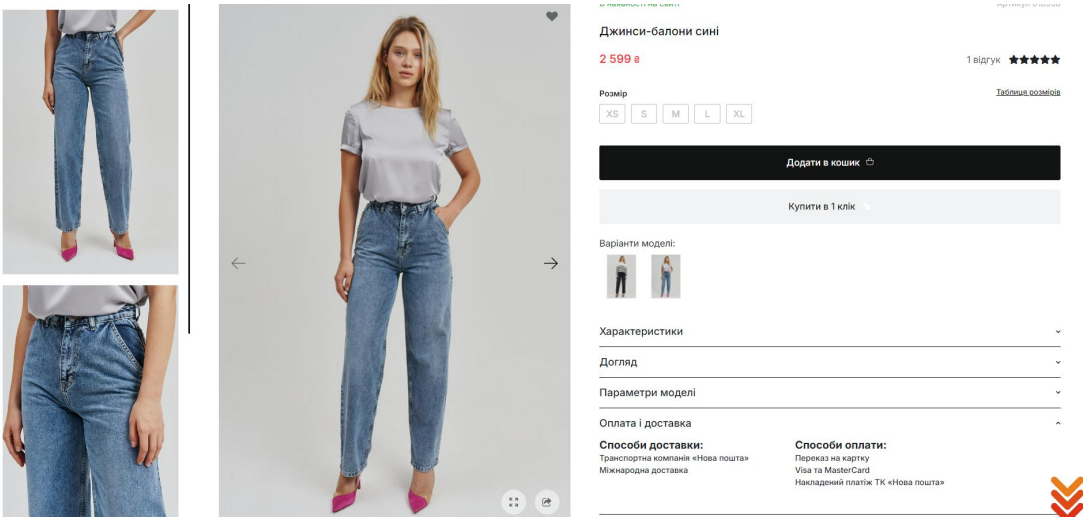 Джинси-балони сині
2 599 ₴
1 відгук
Розмір
Таблиця розмірів
XS S M L XL
Додати в кошик
Купити в 1 клік
Варіанти моделі:
Характеристики
Догляд
Параметри моделі
Оплата і доставка
Способи доставки:
Транспортна компанія «Нова пошта»
Міжнародна доставка
Способи оплати:
Переказ на картку
Visa та MasterCard
Накладений платіж ТК «Нова пошта»